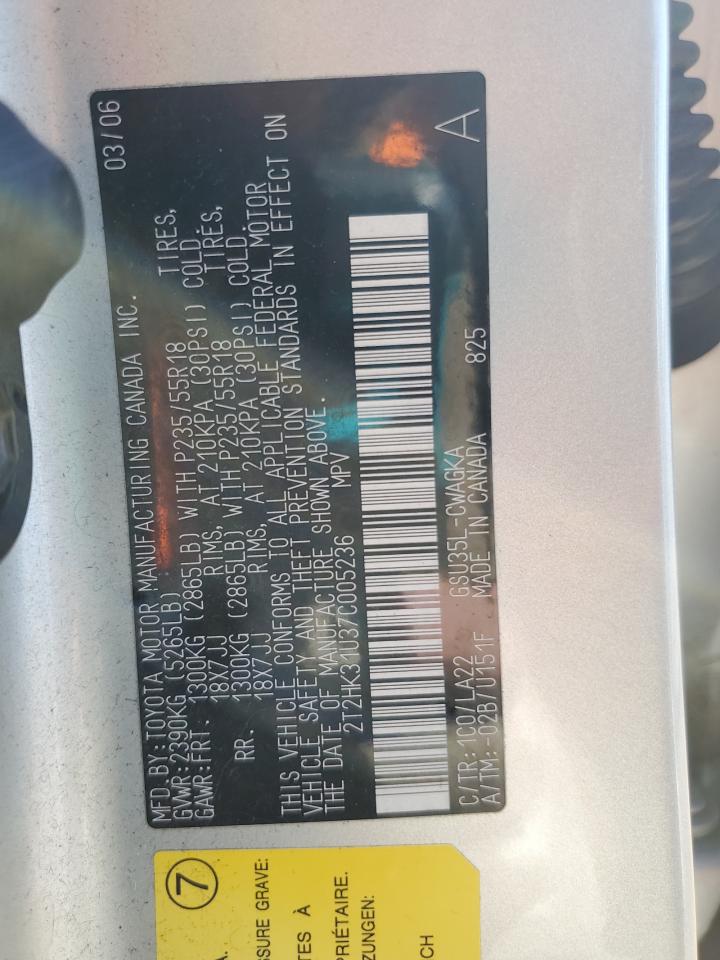 MFD.BY:TOYOTA MOTOR MANUFACTURING CANADA INC. 03/06
GVWR:2390KG (5265LB)
GAWR:FRT. 1300KG (2865LB) WITH P235/55R18 TIRES,
18X7JJ RIMS, AT 210KPA (30PSI) COLD.
RR. 1300KG (2865LB) WITH P235/55R18 TIRES,
18X7JJ RIMS, AT 210KPA (30PSI) COLD.
THIS VEHICLE CONFORMS TO ALL APPLICABLE FEDERAL MOTOR
VEHICLE SAFETY AND THEFT PREVENTION STANDARDS IN EFFECT ON
THE DATE OF MANUFACTURE SHOWN ABOVE.
2T2HK31U37C005236 MPV
C/TR:1C0/LA22 GSU35L-CWAGKA 825 A
A/TM:-02B/U151F MADE IN CANADA
7
A.
SSURE GRAVE:
TES À
PRIÉTAIRE.
ZUNGEN:
CH